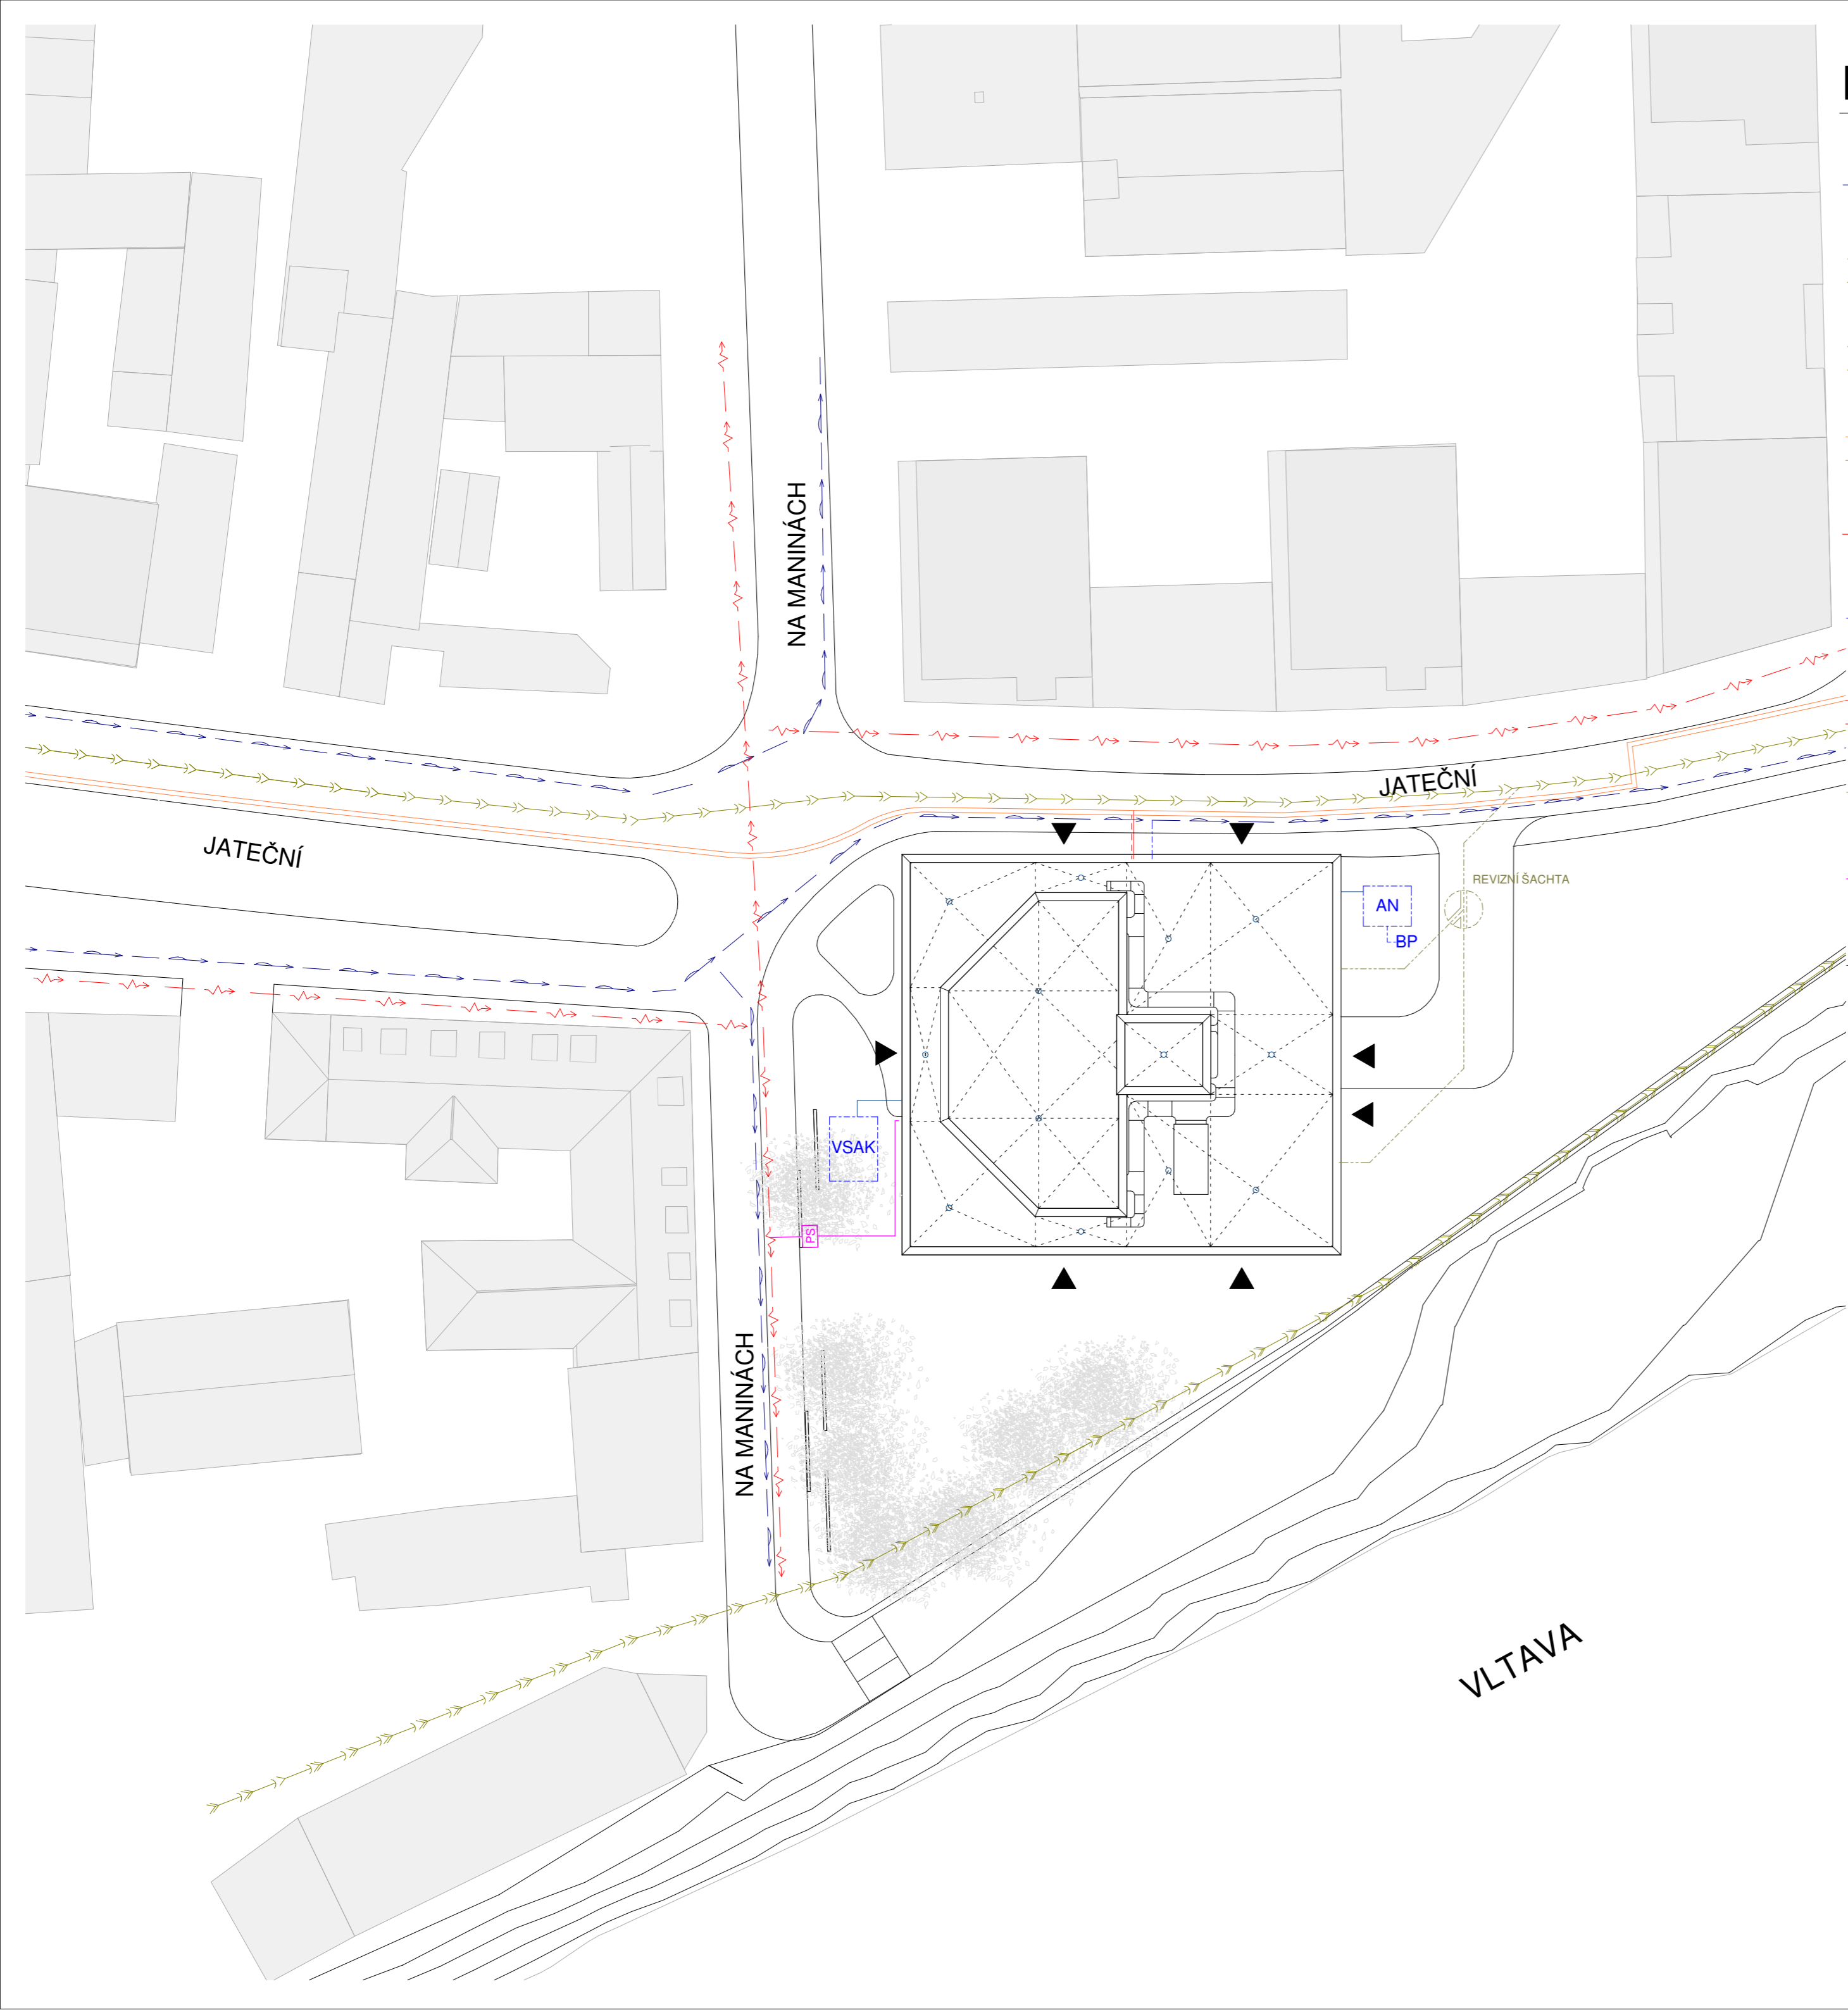 NA MANINÁCH
JATEČNÍ
JATEČNÍ
REVIZNÍ ŠACHTA
AN
BP
VSAK
PS
NA MANINÁCH
VLTAVA